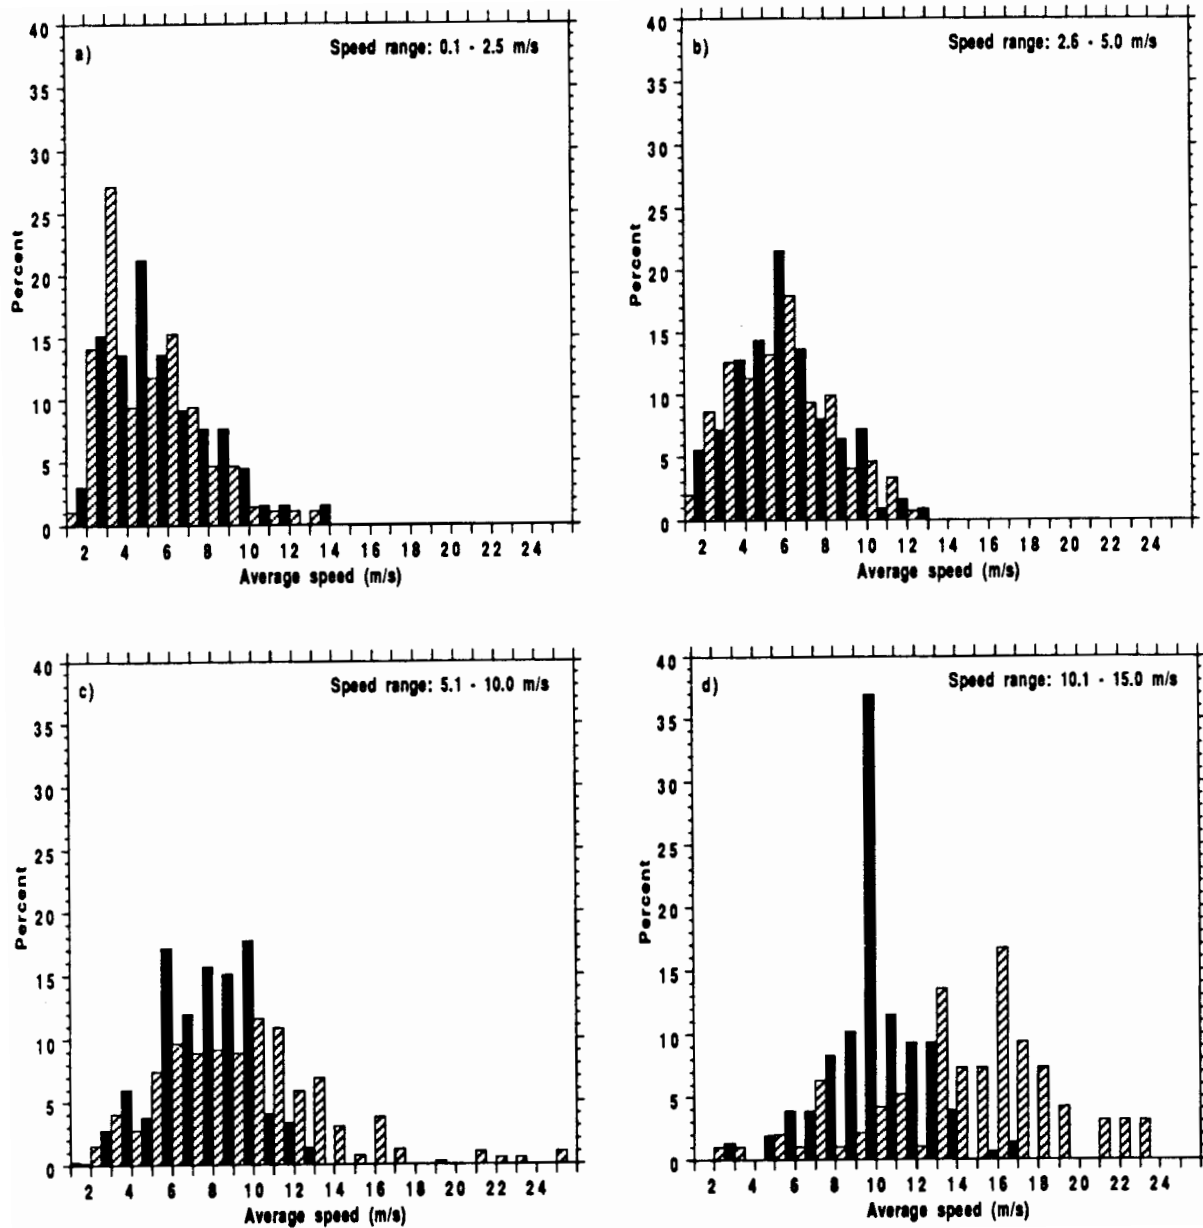 a)
Speed range: 0.1 - 2.5 m/s
40
35
30
25
20
15
10
5
0
Percent
2 4 6 8 10 12 14 16 18 20 22 24
Average speed (m/s)
b)
Speed range: 2.6 - 5.0 m/s
40
35
30
25
20
15
10
5
0
Percent
2 4 6 8 10 12 14 16 18 20 22 24
Average speed (m/s)
c)
Speed range: 5.1 - 10.0 m/s
40
35
30
25
20
15
10
5
0
Percent
2 4 6 8 10 12 14 16 18 20 22 24
Average speed (m/s)
d)
Speed range: 10.1 - 15.0 m/s
40
35
30
25
20
15
10
5
0
Percent
2 4 6 8 10 12 14 16 18 20 22 24
Average speed (m/s)